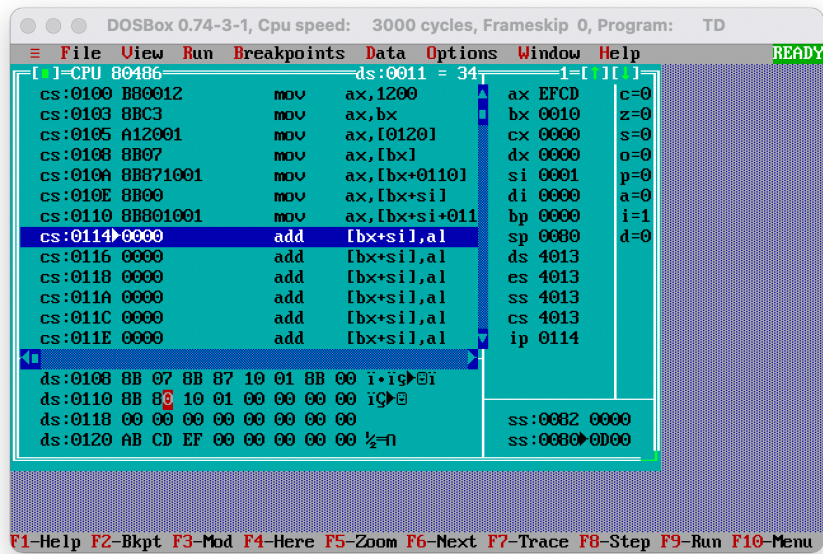 DOSBox 0.74-3-1, Cpu speed: 3000 cycles, Frameskip 0, Program: TD
≡ File View Run Breakpoints Data Options Window Help READY
[■]=CPU 80486 ds:0011 = 34 1=[↑][↓]
cs:0100 B80012 mov ax,1200 ax EFCD c=0
cs:0103 8BC3 mov ax,bx bx 0010 z=0
cs:0105 A12001 mov ax,[0120] cx 0000 s=0
cs:0108 8B07 mov ax,[bx] dx 0000 o=0
cs:010A 8B871001 mov ax,[bx+0110] si 0001 p=0
cs:010E 8B00 mov ax,[bx+si] di 0000 a=0
cs:0110 8B801001 mov ax,[bx+si+011 bp 0000 i=1
cs:0114►0000 add [bx+si],al sp 0080 d=0
cs:0116 0000 add [bx+si],al ds 4013
cs:0118 0000 add [bx+si],al es 4013
cs:011A 0000 add [bx+si],al ss 4013
cs:011C 0000 add [bx+si],al cs 4013
cs:011E 0000 add [bx+si],al ip 0114
ds:0108 8B 07 8B 87 10 01 8B 00 ï•ïç►☺ï
ds:0110 8B 80 10 01 00 00 00 00 ïÇ►☺
ds:0118 00 00 00 00 00 00 00 00 ss:0082 0000
ds:0120 AB CD EF 00 00 00 00 00 ½═∩ ss:0080►0D00
F1-Help F2-Bkpt F3-Mod F4-Here F5-Zoom F6-Next F7-Trace F8-Step F9-Run F10-Menu